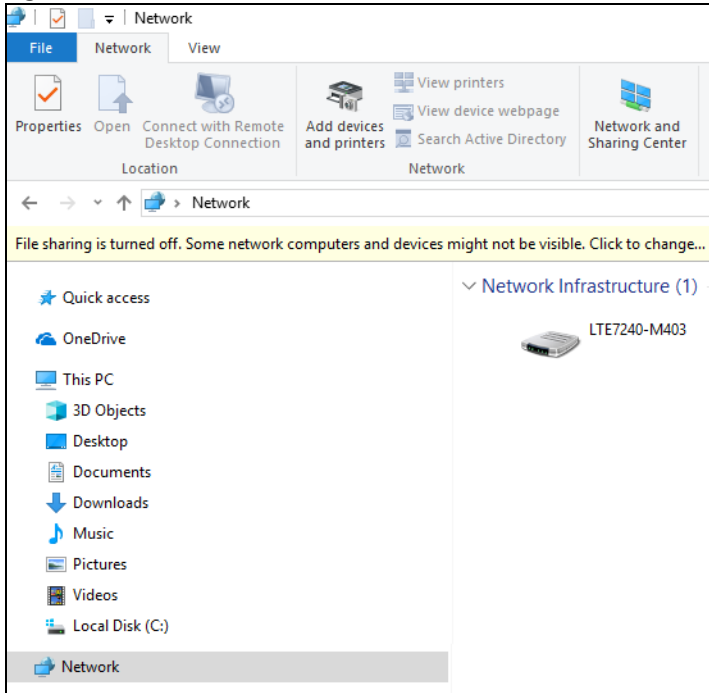 Network
File Network View
Properties Open Connect with Remote Desktop Connection
Add devices and printers
View printers
View device webpage
Search Active Directory
Network and Sharing Center
Location Network
Network
File sharing is turned off. Some network computers and devices might not be visible. Click to change...
Quick access
OneDrive
This PC
3D Objects
Desktop
Documents
Downloads
Music
Pictures
Videos
Local Disk (C:)
Network
Network Infrastructure (1)
LTE7240-M403